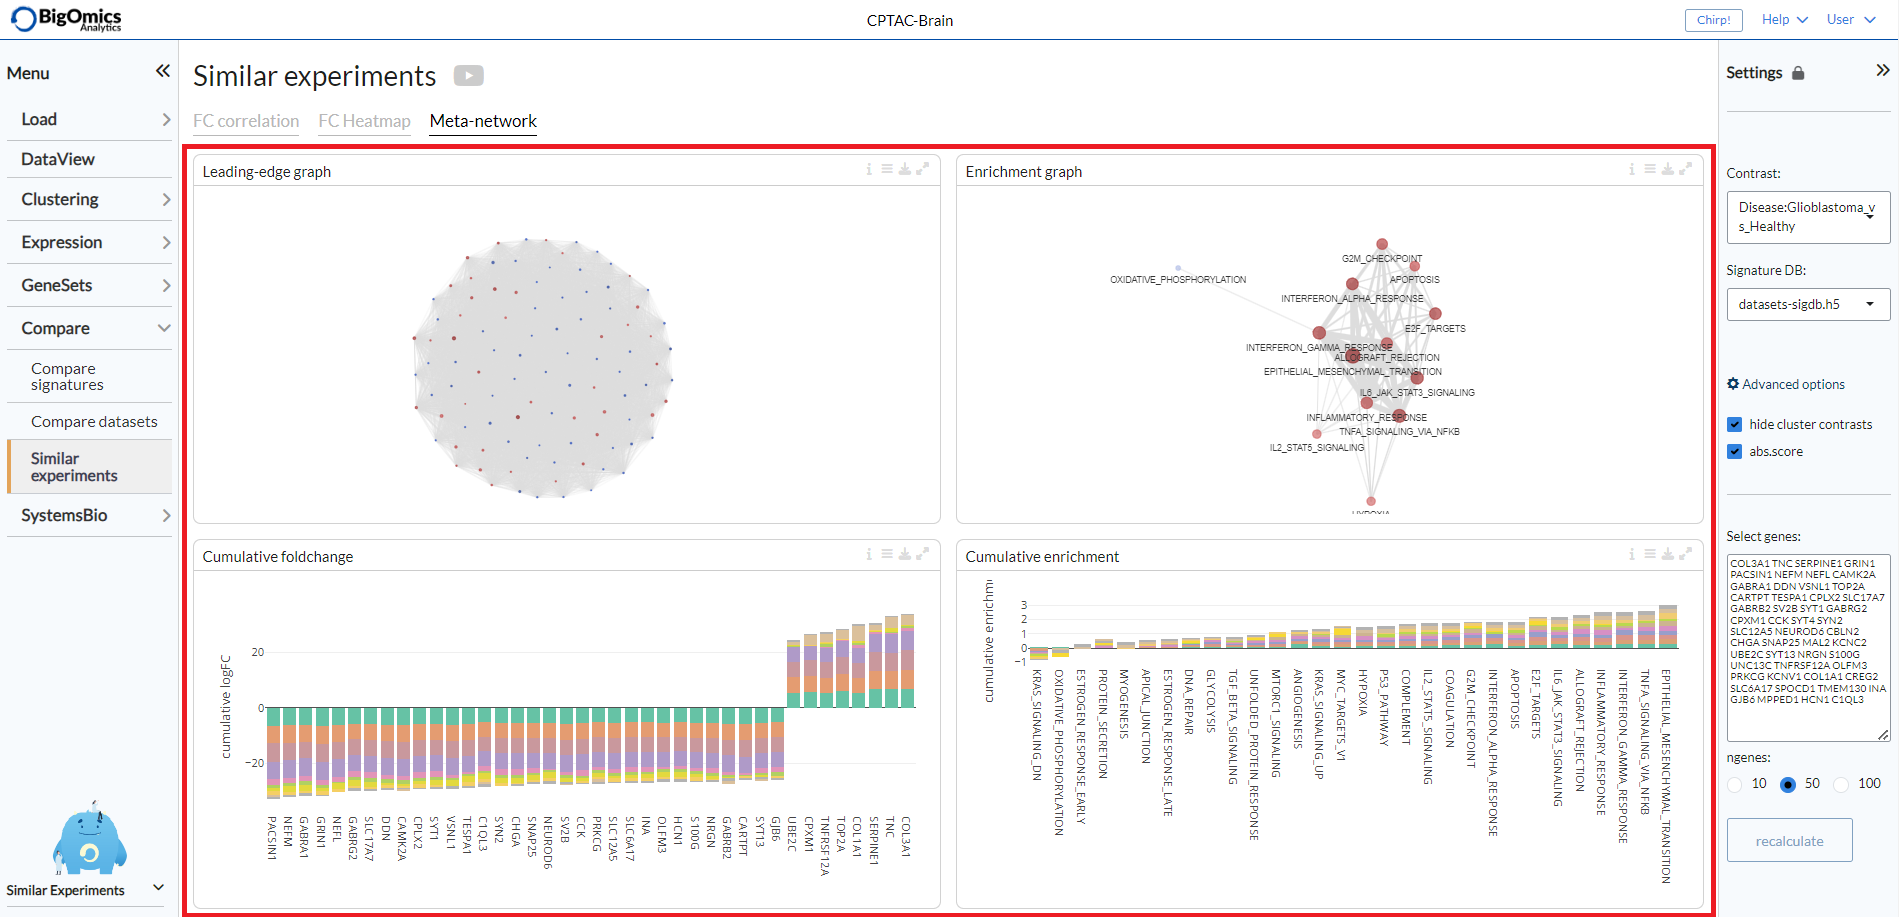 BigOmics
Analytics
CPTAC-Brain
Chirp!
Help
User
Menu
Load
DataView
Clustering
Expression
GeneSets
Compare
Compare
signatures
Compare datasets
Similar
experiments
SystemsBio
Similar Experiments
Similar experiments
FC correlation
FC Heatmap
Meta-network
Leading-edge graph
Enrichment graph
G2M_CHECKPOINT
OXIDATIVE_PHOSPHORYLATION
APOPTOSIS
INTERFERON_ALPHA_RESPONSE
E2F_TARGETS
INTERFERON_GAMMA_RESPONSE
ALLOGRAFT_REJECTION
EPITHELIAL_MESENCHYMAL_TRANSITION
IL6_JAK_STAT3_SIGNALING
INFLAMMATORY_RESPONSE
TNFA_SIGNALING_VIA_NFKB
IL2_STAT5_SIGNALING
HYPOXIA
Cumulative foldchange
cumulative logFC
20
0
−20
PACSIN1
NEFM
GABRA1
GRIN1
NEFL
GABRG2
SLC17A7
DDN
CAMK2A
CPLX2
SYT1
VSNL1
TESPA1
C1QL3
SYN2
CHGA
SNAP25
NEUROD6
SV2B
CCK
PRKCG
SLC12A5
SLC6A17
INA
OLFM3
HCN1
S100G
NRGN
GABRB2
CARTPT
SYT13
GJB6
UBE2C
CPXM1
TNFRSF12A
TOP2A
COL1A1
SERPINE1
TNC
COL3A1
Cumulative enrichment
cumulative enrichm
3
2
1
0
−1
KRAS_SIGNALING_DN
OXIDATIVE_PHOSPHORYLATION
ESTROGEN_RESPONSE_EARLY
PROTEIN_SECRETION
MYOGENESIS
APICAL_JUNCTION
ESTROGEN_RESPONSE_LATE
DNA_REPAIR
GLYCOLYSIS
TGF_BETA_SIGNALING
UNFOLDED_PROTEIN_RESPONSE
MTORC1_SIGNALING
ANGIOGENESIS
KRAS_SIGNALING_UP
MYC_TARGETS_V1
HYPOXIA
P53_PATHWAY
COMPLEMENT
IL2_STAT5_SIGNALING
COAGULATION
G2M_CHECKPOINT
INTERFERON_ALPHA_RESPONSE
APOPTOSIS
E2F_TARGETS
IL6_JAK_STAT3_SIGNALING
ALLOGRAFT_REJECTION
INFLAMMATORY_RESPONSE
INTERFERON_GAMMA_RESPONSE
TNFA_SIGNALING_VIA_NFKB
EPITHELIAL_MESENCHYMAL_TRANSITION
Settings
Contrast:
Disease:Glioblastoma_v
s_Healthy
Signature DB:
datasets-sigdb.h5
Advanced options
hide cluster contrasts
abs.score
Select genes:
COL3A1 TNC SERPINE1 GRIN1
PACSIN1 NEFM NEFL CAMK2A
GABRA1 DDN VSNL1 TOP2A
CARTPT TESPA1 CPLX2 SLC17A7
GABRB2 SV2B SYT1 GABRG2
CPXM1 CCK SYT4 SYN2
SLC12A5 NEUROD6 CBLN2
CHGA SNAP25 MAL2 KCNC2
UBE2C SYT13 NRGN S100G
UNC13C TNFRSF12A OLFM3
PRKCG KCNV1 COL1A1 CREG2
SLC6A17 SPOCD1 TMEM130 INA
GJB6 MPPED1 HCN1 C1QL3
ngenes:
10
50
100
recalculate